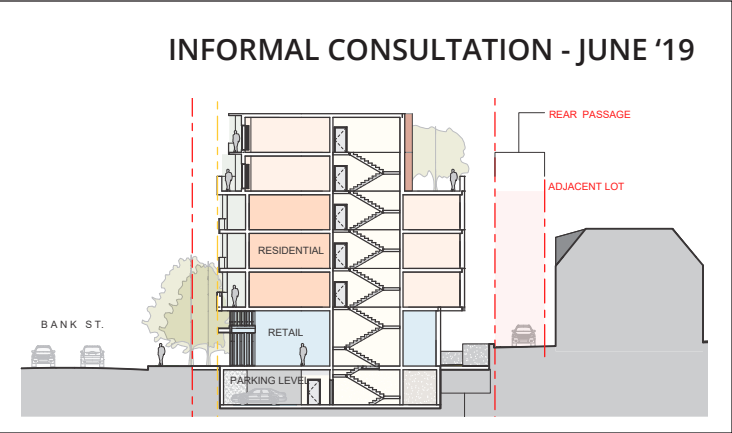 INFORMAL CONSULTATION - JUNE ‘19
REAR PASSAGE
ADJACENT LOT
RESIDENTIAL
BANK ST.
RETAIL
PARKING LEVEL